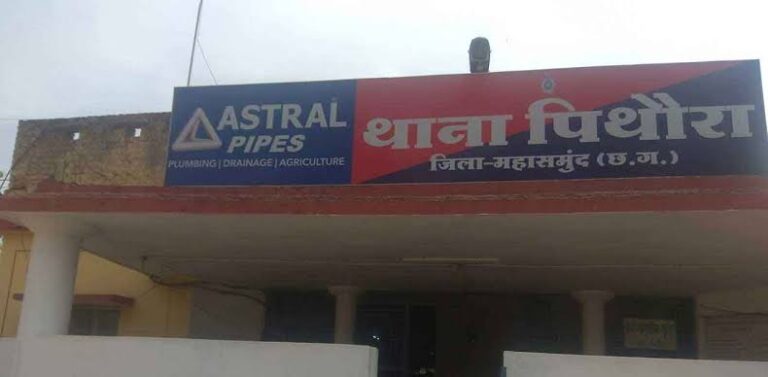 ASTRAL
PIPES
PLUMBING | DRAINAGE | AGRICULTURE
थाना पिथौरा
जिला-महासमुंद (छ.ग.)